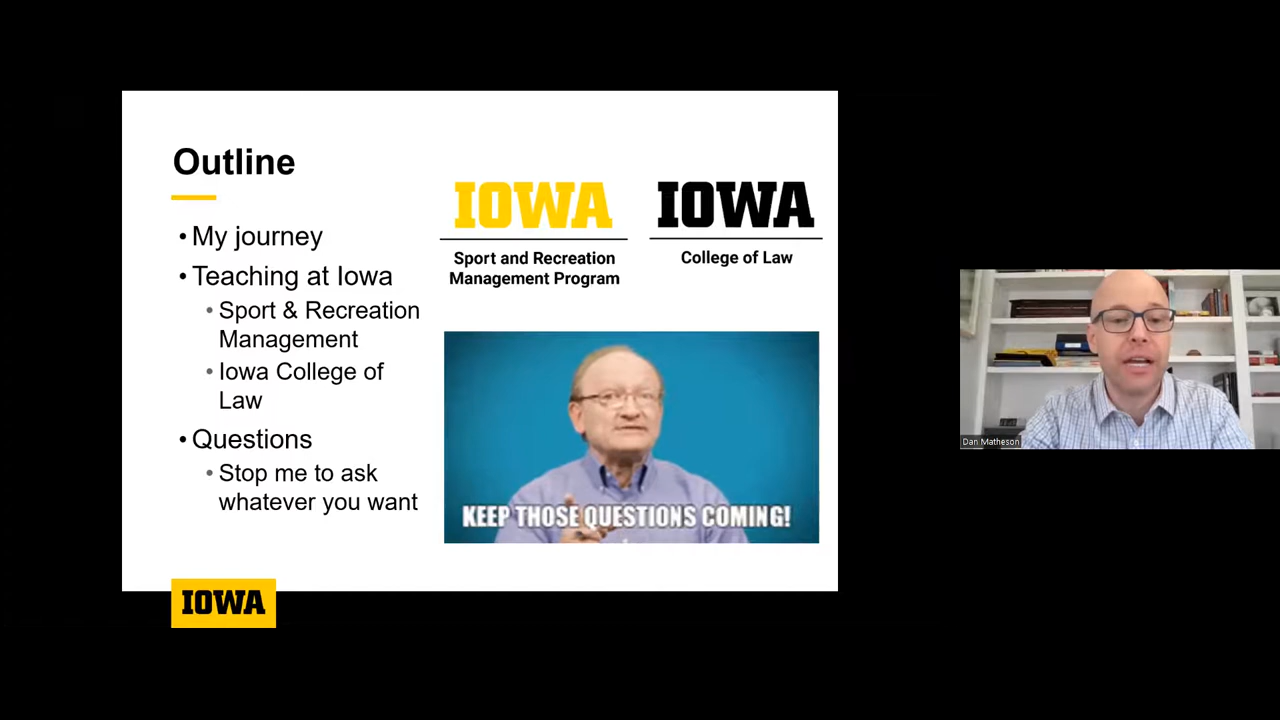 Outline
• My journey
• Teaching at Iowa
• Sport & Recreation
Management
• Iowa College of
Law
• Questions
• Stop me to ask
whatever you want
IOWA
Sport and Recreation
Management Program
IOWA
College of Law
KEEP THOSE QUESTIONS COMING!
IOWA
Dan Matheson